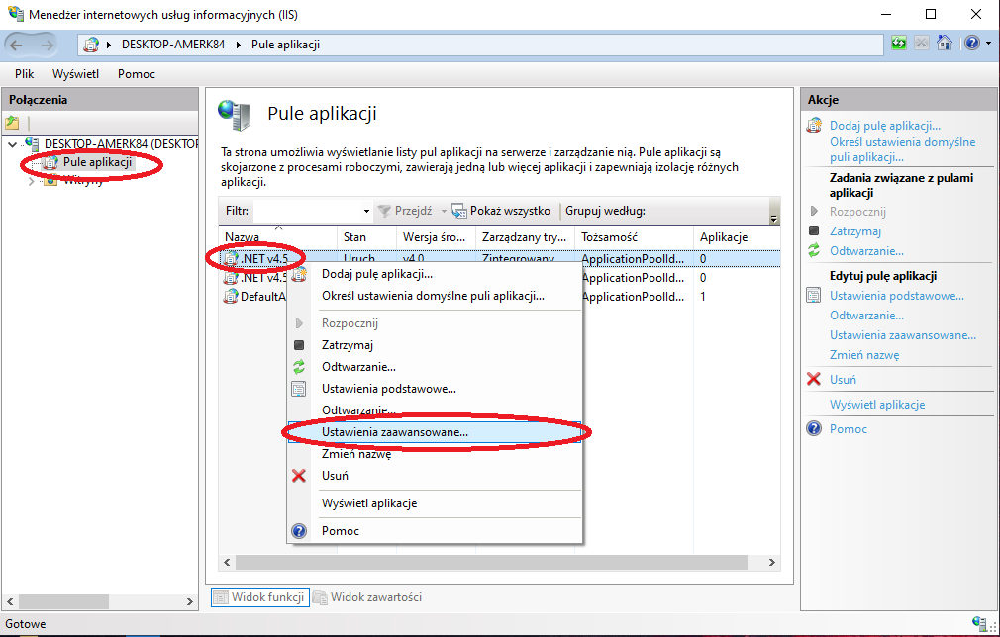 Menedżer internetowych usług informacyjnych (IIS)
DESKTOP-AMERK84 Pule aplikacji
Plik Wyświetl Pomoc
Połączenia
DESKTOP-AMERK84 (DESKTOP
Pule aplikacji
Witryny
Pule aplikacji
Ta strona umożliwia wyświetlanie listy pul aplikacji na serwerze i zarządzanie nią. Pule aplikacji są
skojarzone z procesami roboczymi, zawierają jedną lub więcej aplikacji i zapewniają izolację różnych
aplikacji.
Filtr: Przejdź Pokaż wszystko Grupuj według:
Nazwa Stan Wersja śro... Zarządzany try... Tożsamość Aplikacje
.NET v4.5 Uruch v4.0 Zintegrowany ApplicationPoolId... 0
.NET v4.5 ApplicationPoolId... 0
DefaultA ApplicationPoolId... 1
Dodaj pulę aplikacji...
Określ ustawienia domyślne puli aplikacji...
Rozpocznij
Zatrzymaj
Odtwarzanie...
Ustawienia podstawowe...
Odtwarzanie...
Ustawienia zaawansowane...
Zmień nazwę
Usuń
Wyświetl aplikacje
Pomoc
Widok funkcji Widok zawartości
Akcje
Dodaj pulę aplikacji...
Określ ustawienia domyślne
puli aplikacji...
Zadania związane z pulami
aplikacji
Rozpocznij
Zatrzymaj
Odtwarzanie...
Edytuj pulę aplikacji
Ustawienia podstawowe...
Odtwarzanie...
Ustawienia zaawansowane...
Zmień nazwę
Usuń
Wyświetl aplikacje
Pomoc
Gotowe